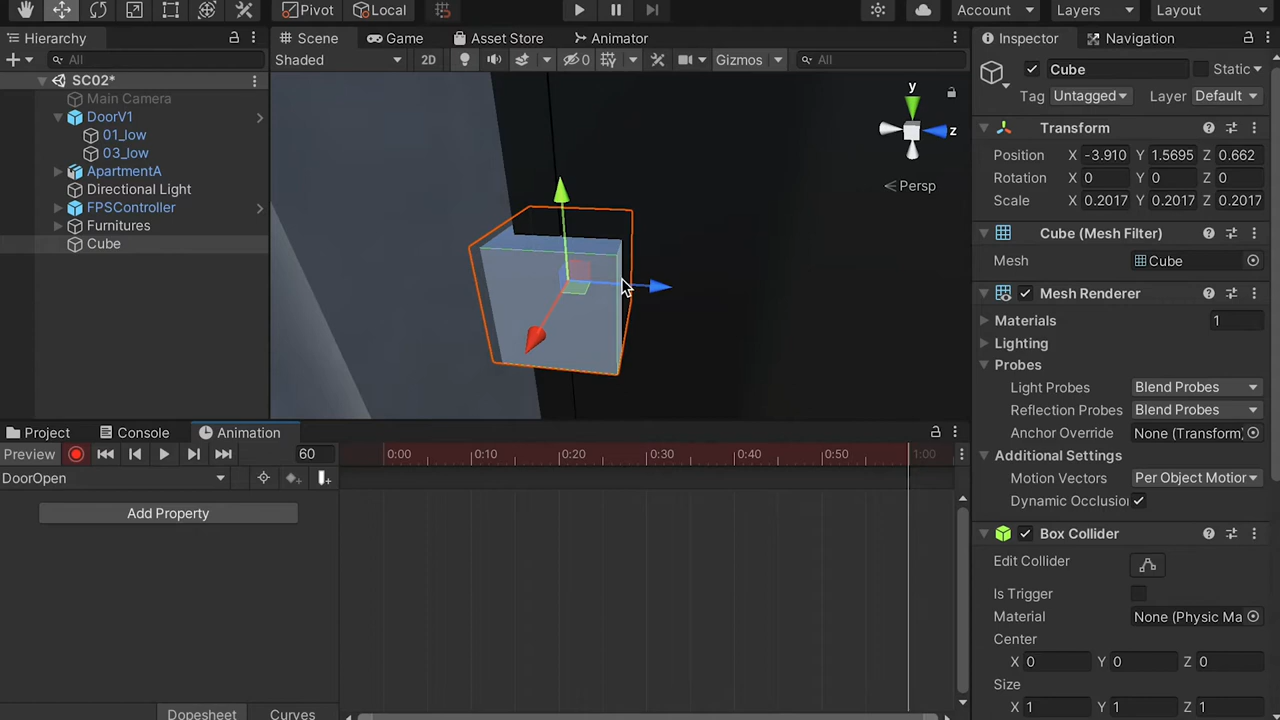 Pivot Local Account Layers Layout
Hierarchy
All
SC02*
Main Camera
DoorV1
01_low
03_low
ApartmentA
Directional Light
FPSController
Furnitures
Cube
Scene Game Asset Store Animator
Shaded 2D 0 Gizmos All
y
z
Persp
Project Console Animation
Preview 60 0:00 0:10 0:20 0:30 0:40 0:50 1:00
DoorOpen
Add Property
Dopesheet Curves
Inspector Navigation
Cube Static
Tag Untagged Layer Default
Transform
Position X -3.910 Y 1.5695 Z 0.662
Rotation X 0 Y 0 Z 0
Scale X 0.2017 Y 0.2017 Z 0.2017
Cube (Mesh Filter)
Mesh Cube
Mesh Renderer
Materials 1
Lighting
Probes
Light Probes Blend Probes
Reflection Probes Blend Probes
Anchor Override None (Transform)
Additional Settings
Motion Vectors Per Object Motior
Dynamic Occlusion
Box Collider
Edit Collider
Is Trigger
Material None (Physic Ma
Center
X 0 Y 0 Z 0
Size
X 1 Y 1 Z 1